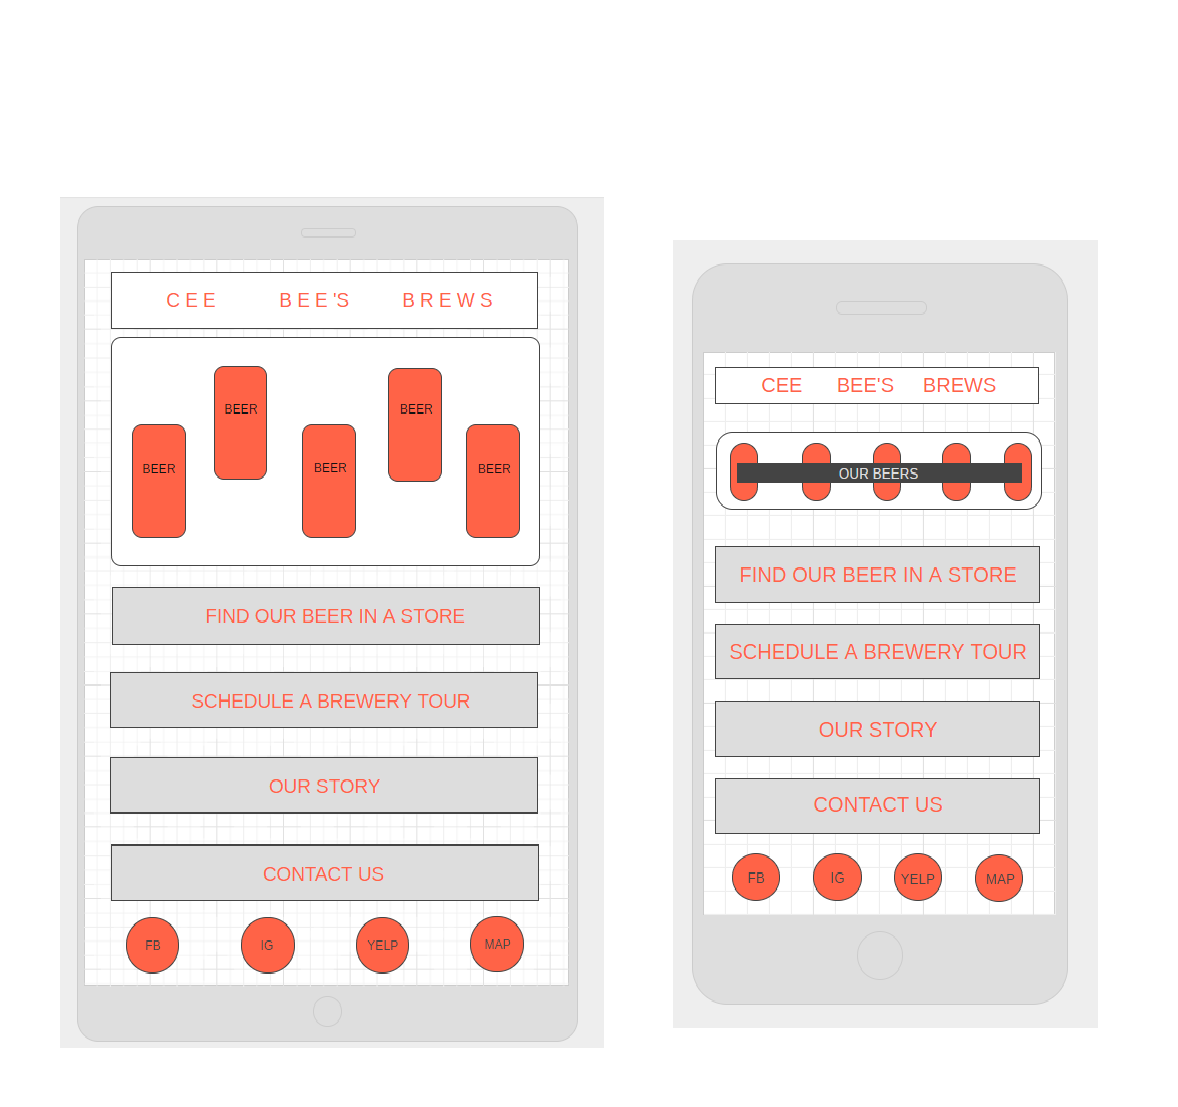 CEE BEE'S BREWS
BEER BEER BEER BEER BEER
FIND OUR BEER IN A STORE
SCHEDULE A BREWERY TOUR
OUR STORY
CONTACT US
FB IG YELP MAP
CEE BEE'S BREWS
OUR BEERS
FIND OUR BEER IN A STORE
SCHEDULE A BREWERY TOUR
OUR STORY
CONTACT US
FB IG YELP MAP